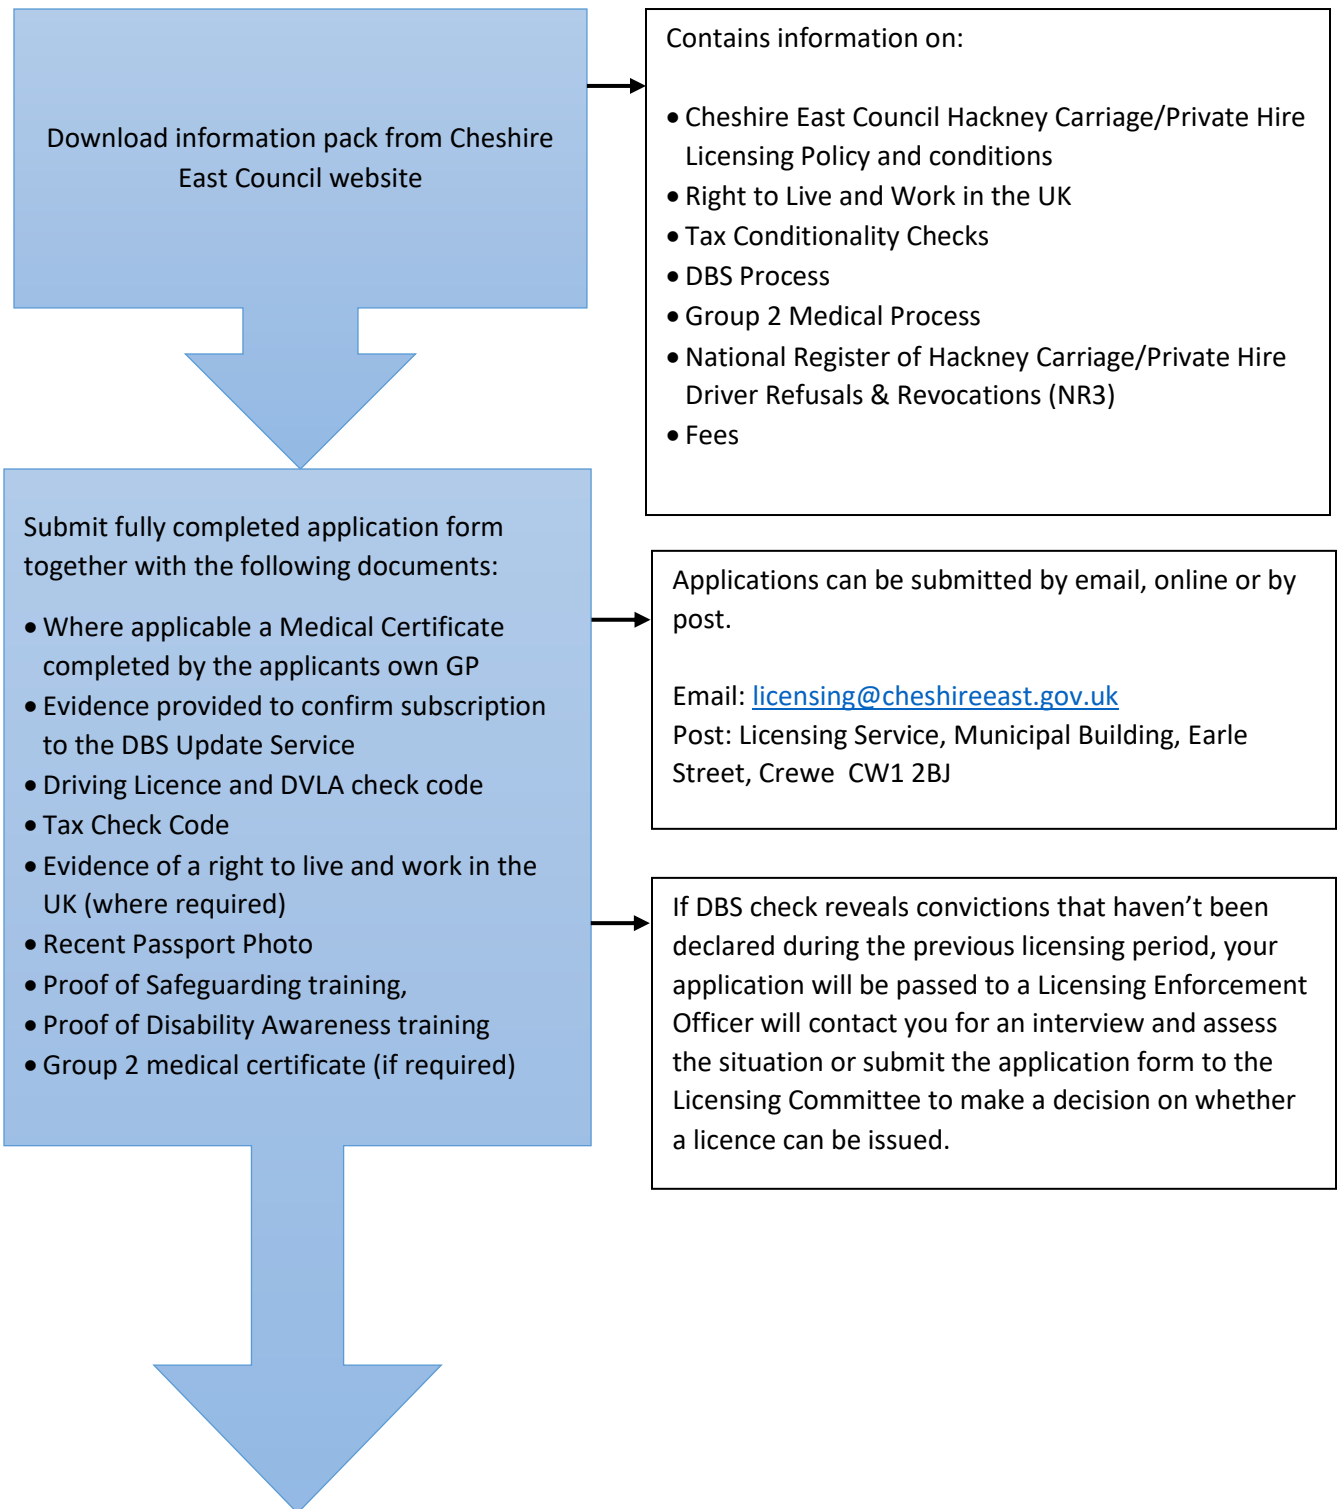 Download information pack from Cheshire
East Council website
Contains information on:
• Cheshire East Council Hackney Carriage/Private Hire
Licensing Policy and conditions
• Right to Live and Work in the UK
• Tax Conditionality Checks
• DBS Process
• Group 2 Medical Process
• National Register of Hackney Carriage/Private Hire
Driver Refusals & Revocations (NR3)
• Fees
Submit fully completed application form
together with the following documents:
• Where applicable a Medical Certificate
completed by the applicants own GP
• Evidence provided to confirm subscription
to the DBS Update Service
• Driving Licence and DVLA check code
• Tax Check Code
• Evidence of a right to live and work in the
UK (where required)
• Recent Passport Photo
• Proof of Safeguarding training,
• Proof of Disability Awareness training
• Group 2 medical certificate (if required)
Applications can be submitted by email, online or by
post.
Email: licensing@cheshireeast.gov.uk
Post: Licensing Service, Municipal Building, Earle
Street, Crewe  CW1 2BJ
If DBS check reveals convictions that haven’t been
declared during the previous licensing period, your
application will be passed to a Licensing Enforcement
Officer will contact you for an interview and assess
the situation or submit the application form to the
Licensing Committee to make a decision on whether
a licence can be issued.